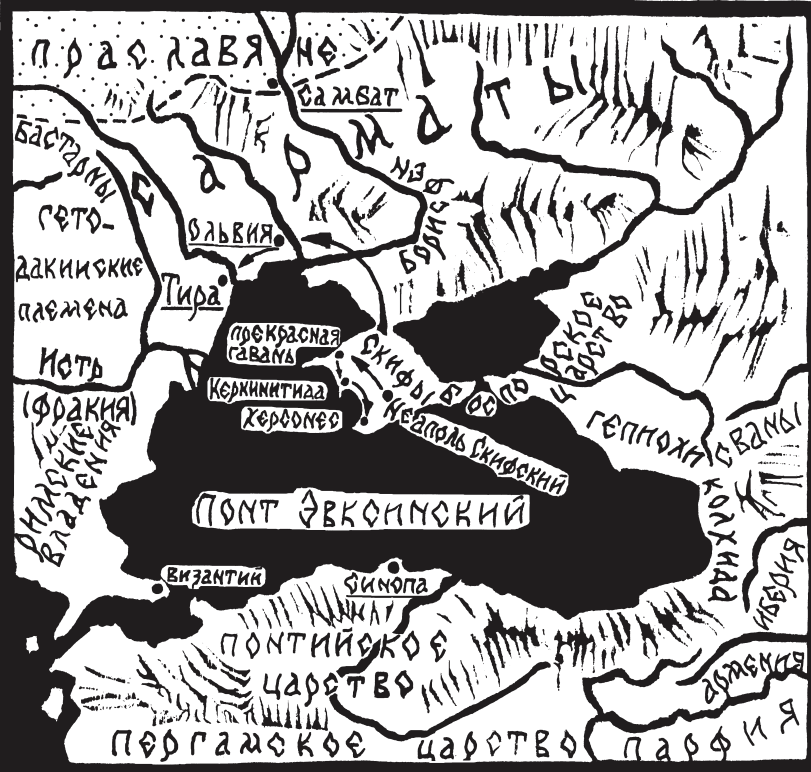 праславяне
Самбат
сарматы
бастарны
гето-
дакийские
племена
Ольвия
Борисфен
Тира
Истр
(Фракия)
римские
владения
прекрасная
гавань
Керкинитида
Херсонес
Скифы
Неаполь Скифский
Боспорское
царство
гениохи
сваны
колхида
иверия
Понт Эвксинский
Византий
Синопа
понтийское
царство
армения
пергамское царство
парфия